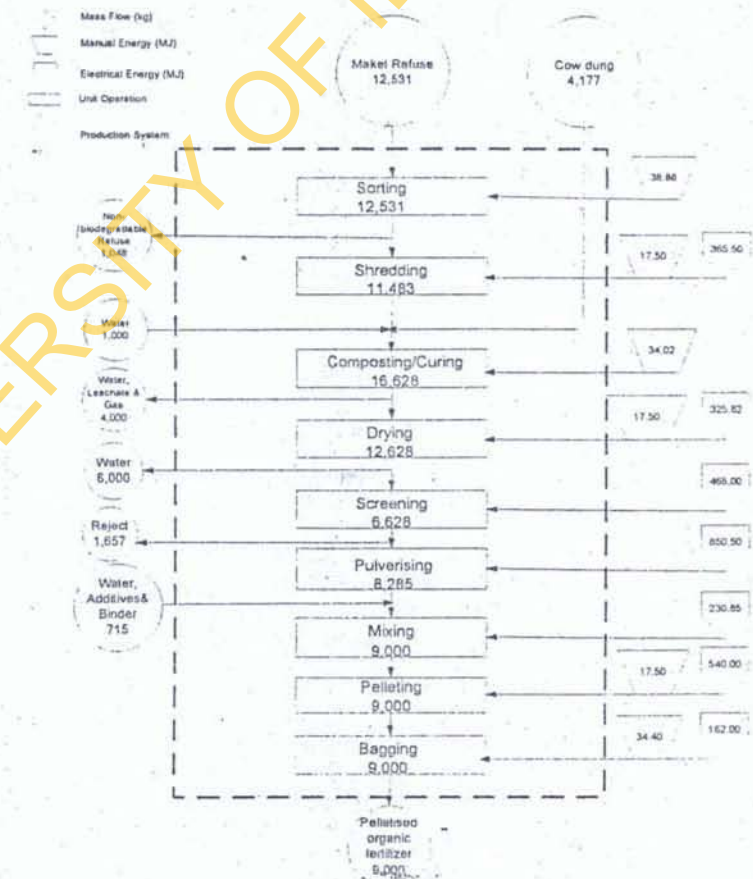 Mass Flow (kg)
Manual Energy (MJ)
Electrical Energy (MJ)
Unit Operation
Production System
Maket Refuse
12,531
Cow dung
4,177
Sorting
12,531
38.88
Non-
biodegradable
Refuse
1,048
Shredding
11,483
17.50
365.50
Water
1,000
Composting/Curing
16,628
34.02
Water,
Leachate &
Gas
4,000
Drying
12,628
17.50
325.62
Water
6,000
Screening
6,628
468.00
Reject
1,657
Pulverising
8,285
850.50
Water,
Additives&
Binder
715
Mixing
9,000
230.85
Pelleting
9,000
17.50
540.00
Bagging
9,000
34.40
162.00
Pelletised
organic
fertilizer
9,000
ERSITY OF